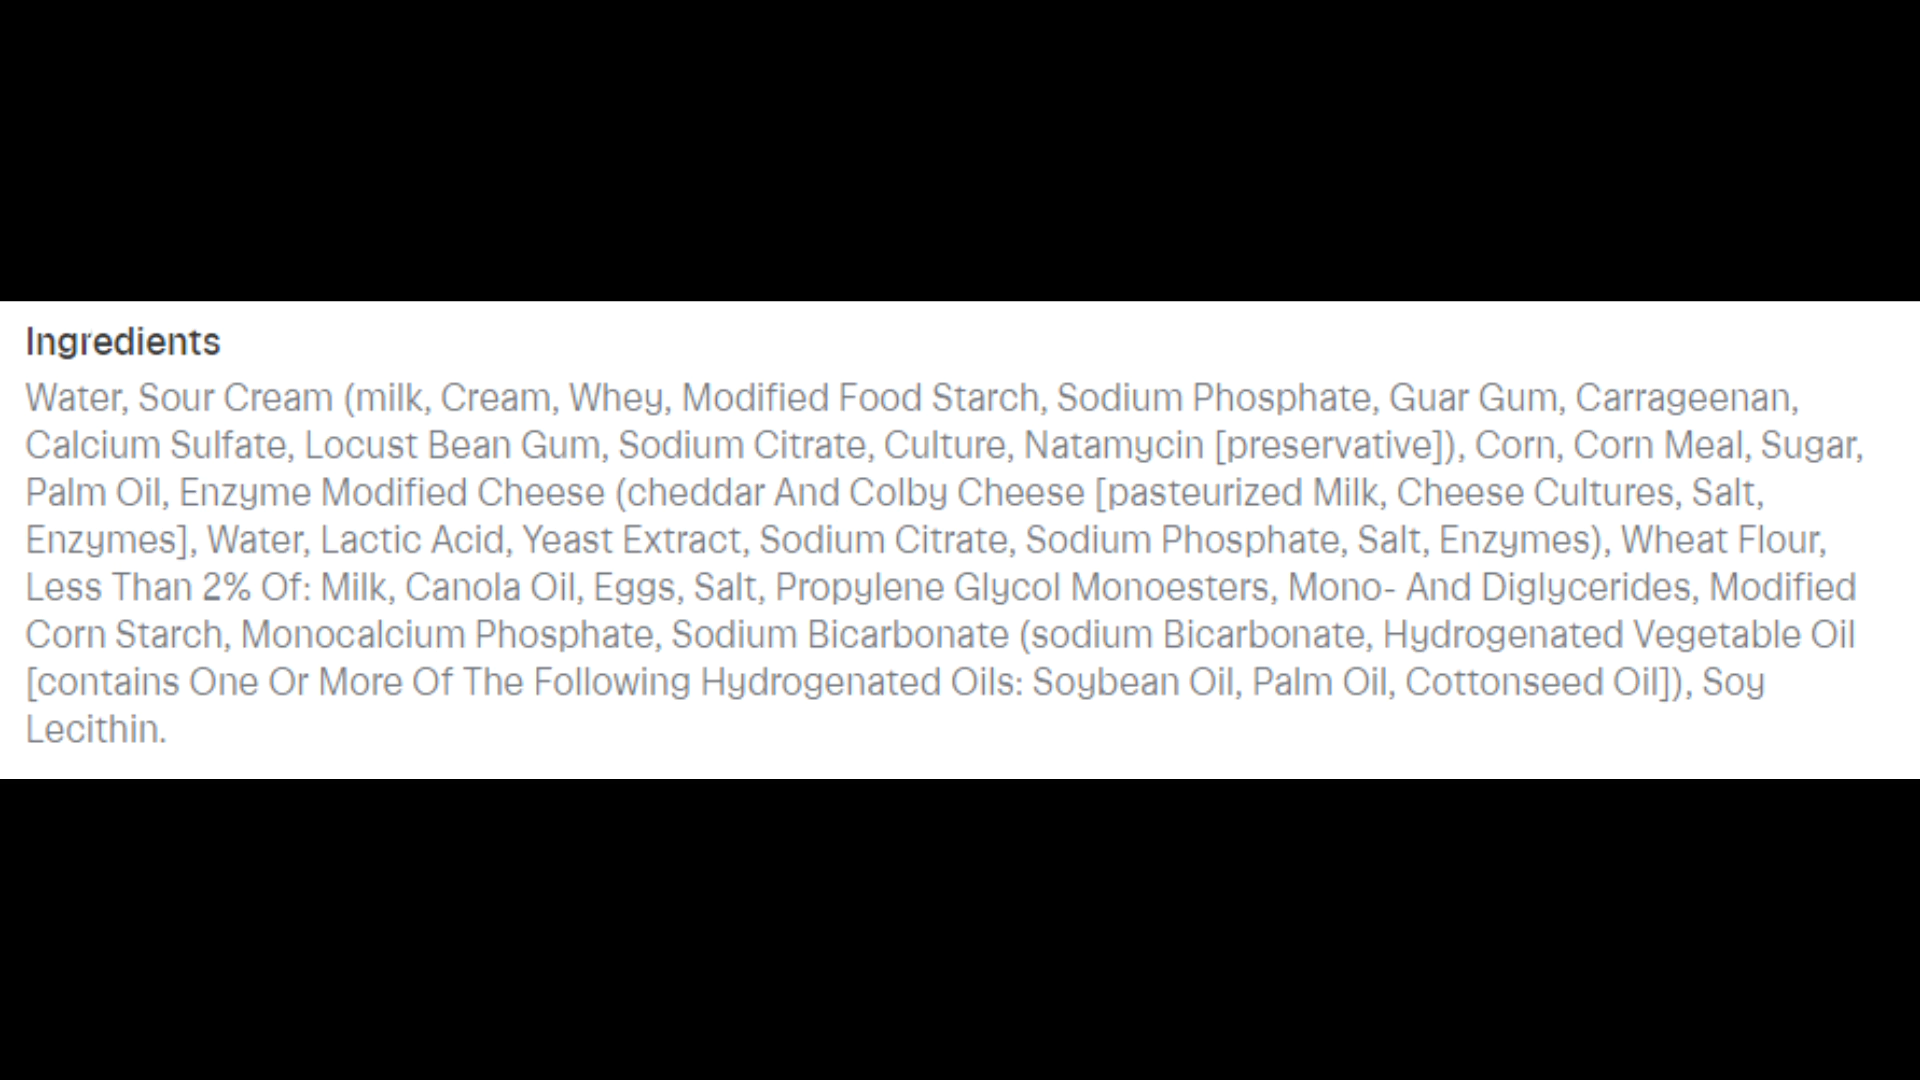 Ingredients
Water, Sour Cream (milk, Cream, Whey, Modified Food Starch, Sodium Phosphate, Guar Gum, Carrageenan,
Calcium Sulfate, Locust Bean Gum, Sodium Citrate, Culture, Natamycin [preservative]), Corn, Corn Meal, Sugar,
Palm Oil, Enzyme Modified Cheese (cheddar And Colby Cheese [pasteurized Milk, Cheese Cultures, Salt,
Enzymes], Water, Lactic Acid, Yeast Extract, Sodium Citrate, Sodium Phosphate, Salt, Enzymes), Wheat Flour,
Less Than 2% Of: Milk, Canola Oil, Eggs, Salt, Propylene Glycol Monoesters, Mono- And Diglycerides, Modified
Corn Starch, Monocalcium Phosphate, Sodium Bicarbonate (sodium Bicarbonate, Hydrogenated Vegetable Oil
[contains One Or More Of The Following Hydrogenated Oils: Soybean Oil, Palm Oil, Cottonseed Oil]), Soy
Lecithin.